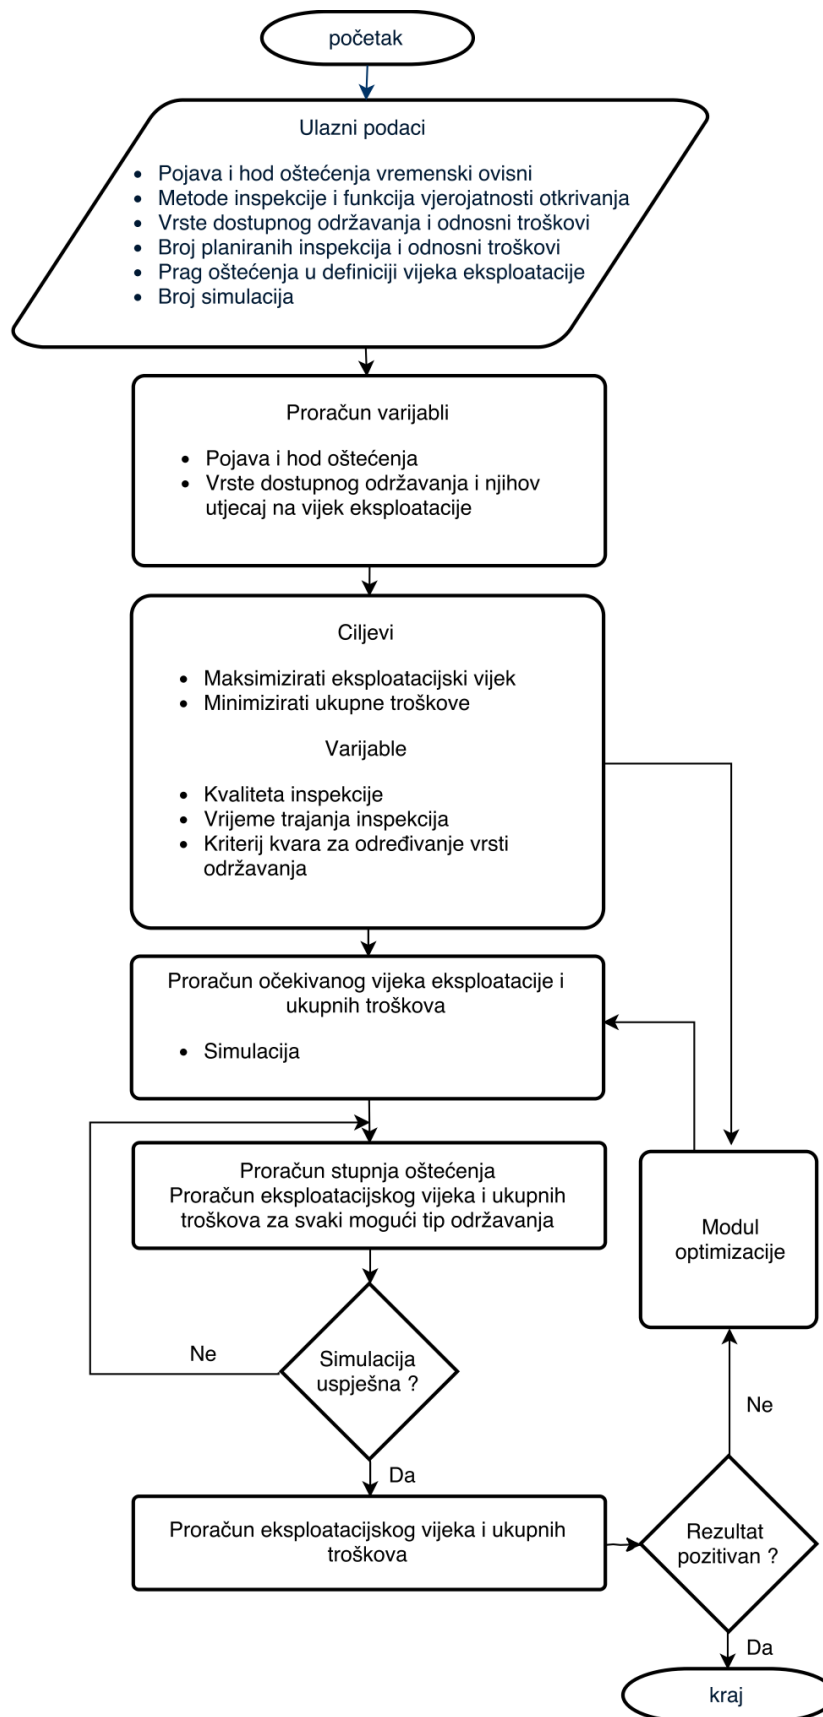 početak
Ulazni podaci
• Pojava i hod oštećenja vremenski ovisni
• Metode inspekcije i funkcija vjerojatnosti otkrivanja
• Vrste dostupnog održavanja i odnosni troškovi
• Broj planiranih inspekcija i odnosni troškovi
• Prag oštećenja u definiciji vijeka eksploatacije
• Broj simulacija
Proračun varijabli
• Pojava i hod oštećenja
• Vrste dostupnog održavanja i njihov
utjecaj na vijek eksploatacije
Ciljevi
• Maksimizirati eksploatacijski vijek
• Minimizirati ukupne troškove
Varijable
• Kvaliteta inspekcije
• Vrijeme trajanja inspekcija
• Kriterij kvara za određivanje vrsti
održavanja
Proračun očekivanog vijeka eksploatacije i
ukupnih troškova
• Simulacija
Proračun stupnja oštećenja
Proračun eksploatacijskog vijeka i ukupnih
troškova za svaki mogući tip održavanja
Modul
optimizacije
Ne
Simulacija
uspješna ?
Ne
Da
Proračun eksploatacijskog vijeka i ukupnih
troškova
Rezultat
pozitivan ?
Da
kraj